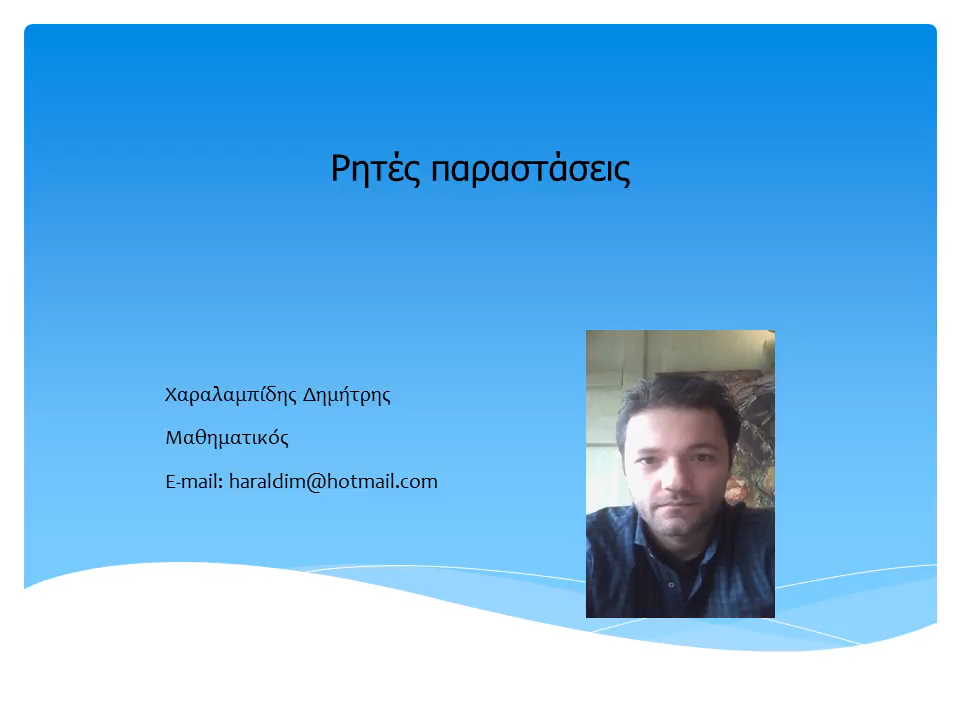 Ρητές παραστάσεις
Χαραλαμπίδης Δημήτρης
Μαθηματικός
E-mail: haraldim@hotmail.com